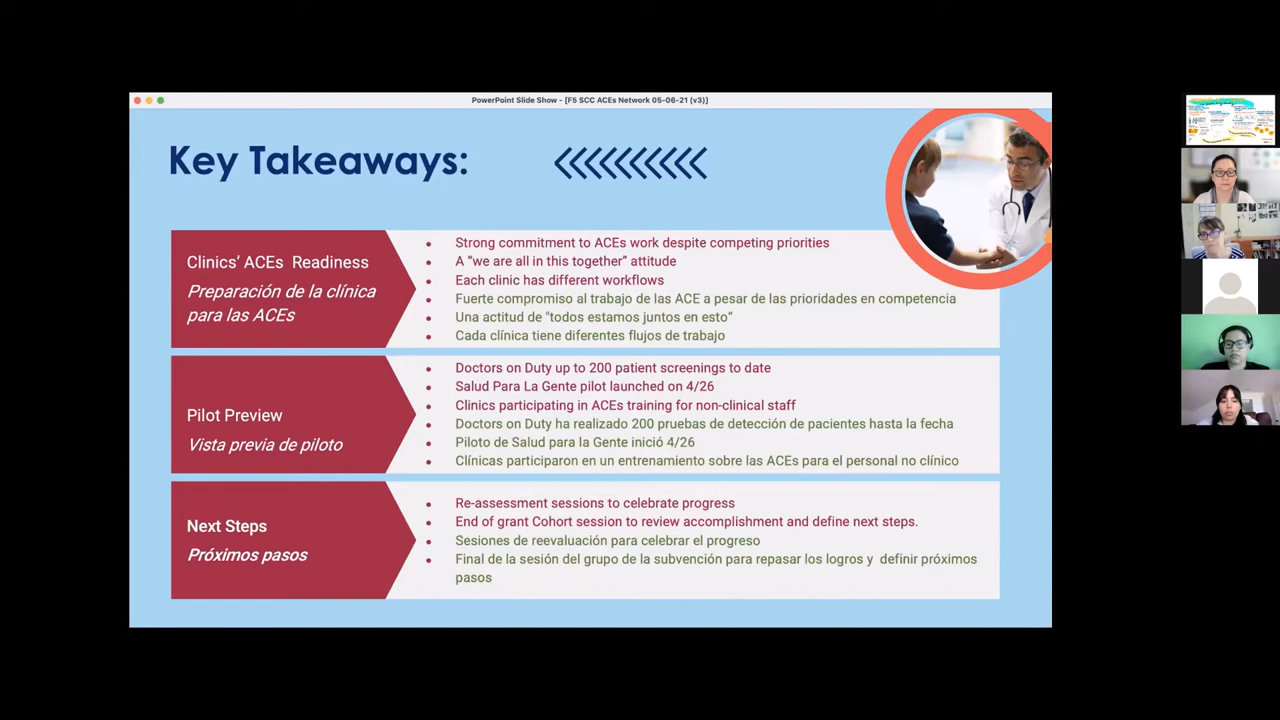 PowerPoint Slide Show - [F5 SCC ACEs Network 05-06-21 (v3)]
Key Takeaways:
Clinics' ACEs Readiness
Preparación de la clínica
para las ACEs
Strong commitment to ACEs work despite competing priorities
A “we are all in this together” attitude
Each clinic has different workflows
Fuerte compromiso al trabajo de las ACE a pesar de las prioridades en competencia
Una actitud de “todos estamos juntos en esto”
Cada clínica tiene diferentes flujos de trabajo
Pilot Preview
Vista previa de piloto
Doctors on Duty up to 200 patient screenings to date
Salud Para La Gente pilot launched on 4/26
Clinics participating in ACEs training for non-clinical staff
Doctors on Duty ha realizado 200 pruebas de detección de pacientes hasta la fecha
Piloto de Salud para la Gente inició 4/26
Clínicas participaron en un entrenamiento sobre las ACEs para el personal no clínico
Next Steps
Próximos pasos
Re-assessment sessions to celebrate progress
End of grant Cohort session to review accomplishment and define next steps.
Sesiones de reevaluación para celebrar el progreso
Final de la sesión del grupo de la subvención para repasar los logros y  definir próximos
pasos